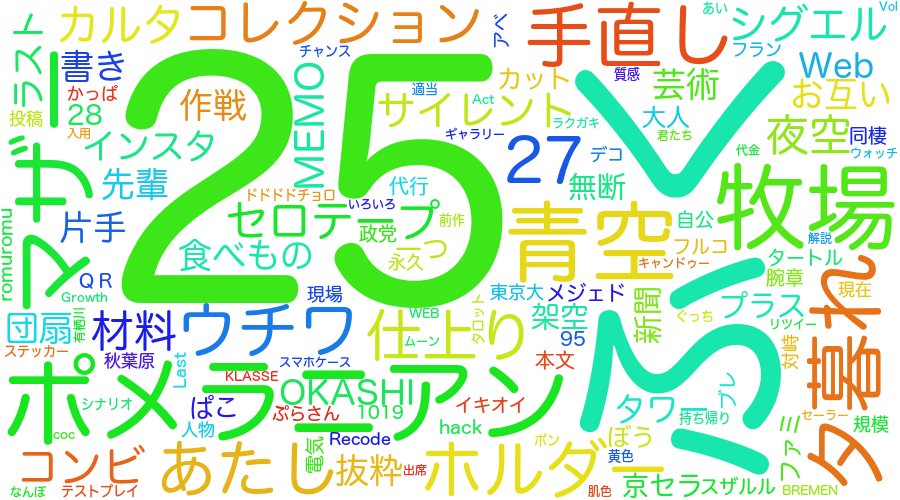 カルタ
コレクション
チャンス
アベ
手直し
あい
Vol
シグエル
フラン
イラスト
書き
かっぱ
28
投稿
入用
作戦
MEMO
25
適当
サイレント
カット
Act
質感
芸術
Web
お互い
大人
君たち
ギャラリー
ラクガキ
夜空
同棲
代金
ウォッチ
マザー
インスタ
先輩
ドドドドチョロ
代行
27
デコ
無断
牧場
片手
セロテープ
いろいろ
前作
政党
一つ
永久
青空
自公
解説
romuromu
食べもの
フルコ
キャンドゥー
タートル
腕章
現在
QR
Growth
現場
東京大
メジェド
ぐっち
プラス
リツイー
有栖川
団扇
材料
ウチワ
WEB
ムーン
タロット
仕上り
架空
新聞
95
対峙
夕暮れ
ステッカー
秋葉原
スマホケース
本文
ポメラニアン
Last
KLASSE
OKASHI
シナリオ
ぱこ
ぷらさん
1019
イキオイ
タワー
プレ
持ち帰り
セーラー
coc
人物
電気
Recode
hack
ボン
ぼう
黄色
ファミ
規模
コンビ
あたし
抜粋
出席
ホルダー
京セラ
スザルル
なんぼ
テストプレイ
肌色
BREMEN
ふぃ